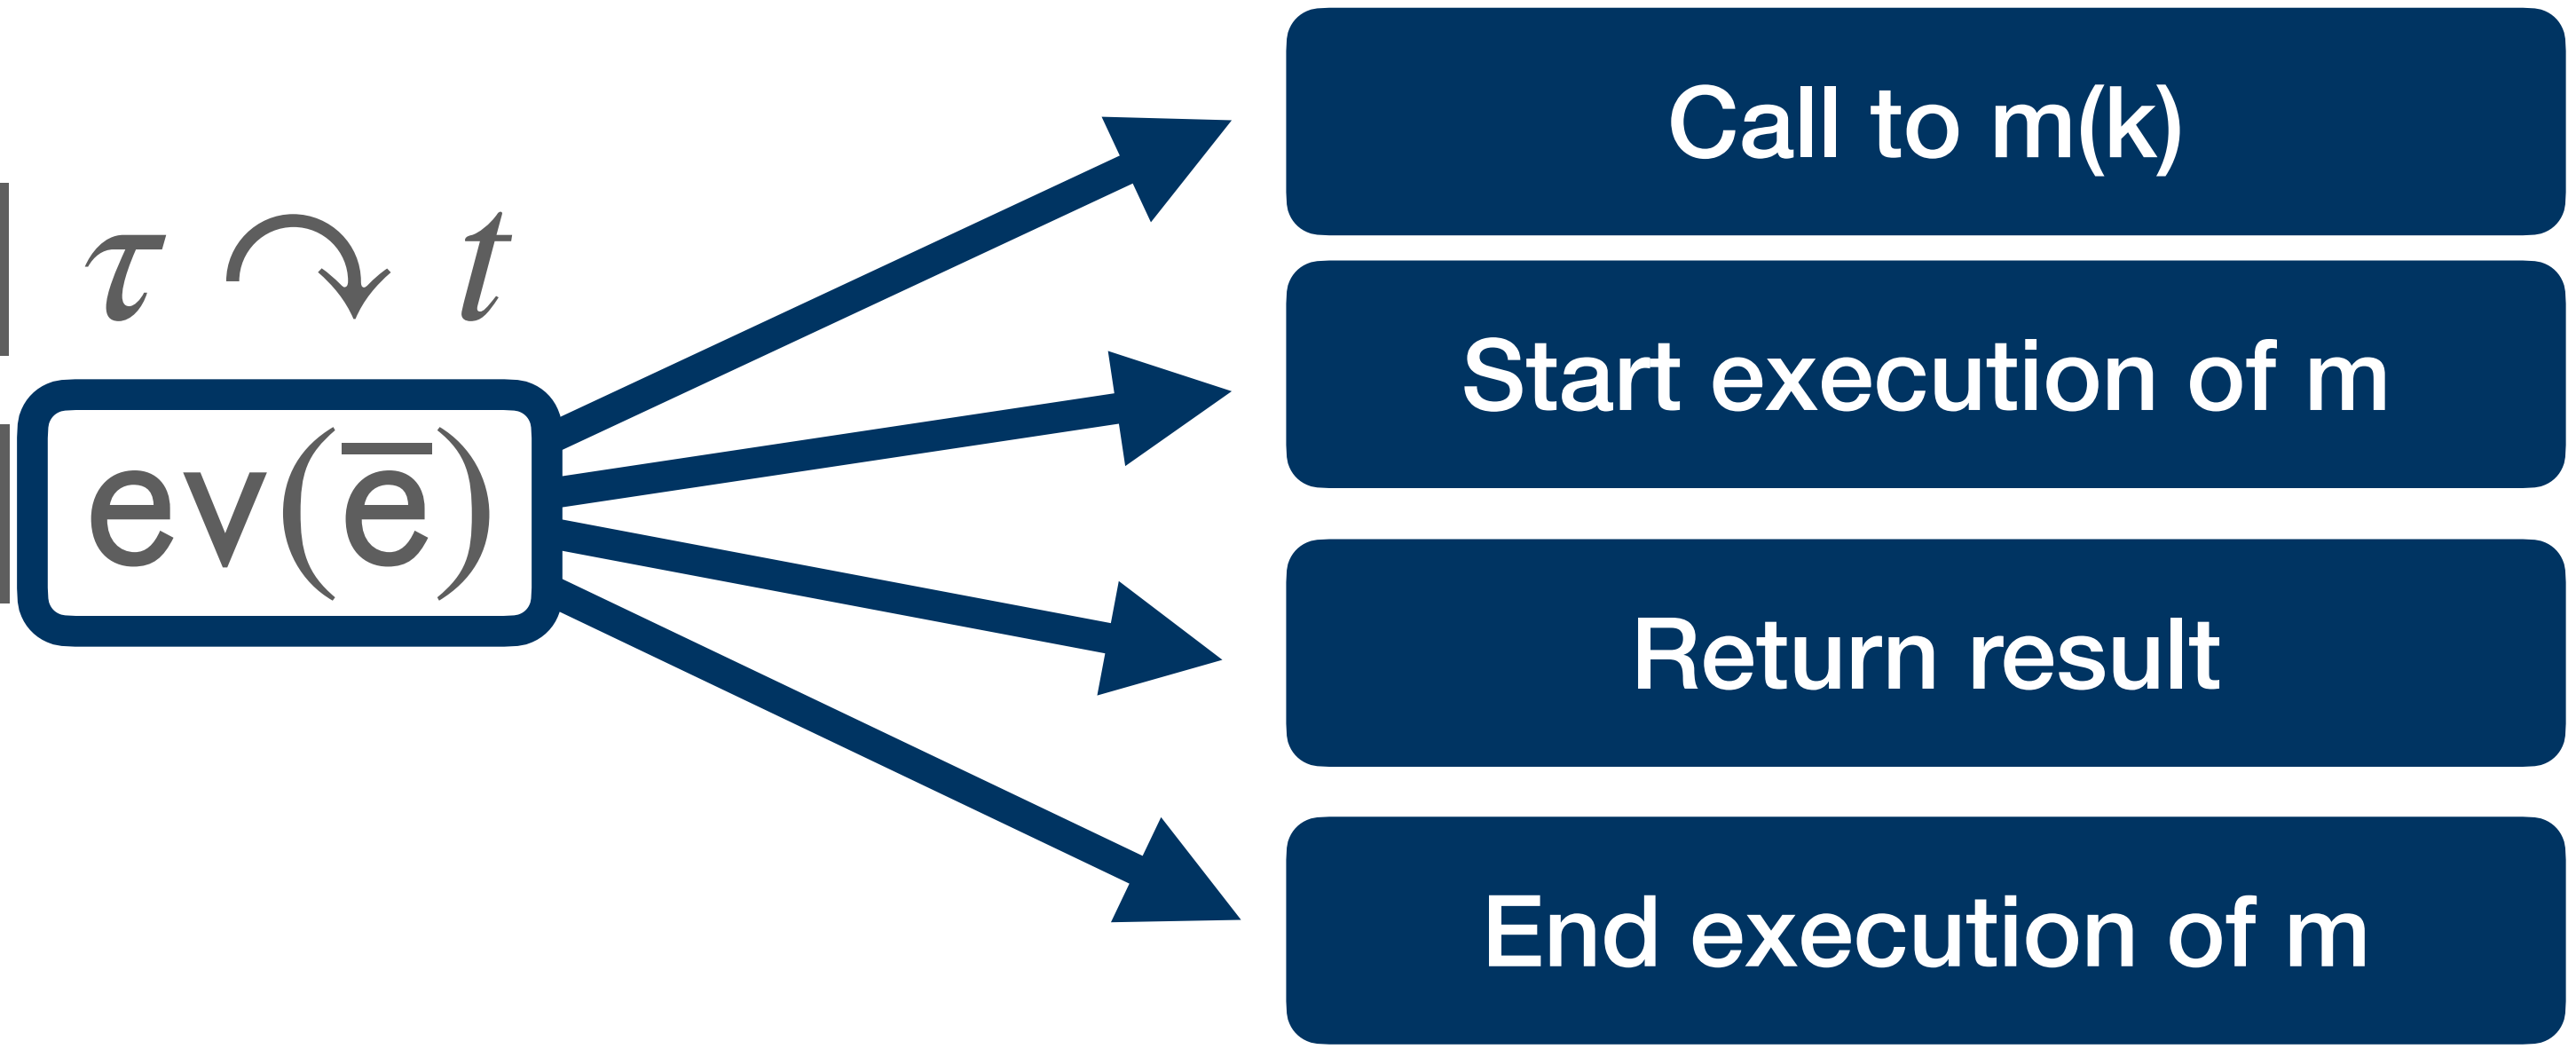 | τ ↷ t
| ev(e̅)
Call to m(k)
Start execution of m
Return result
End execution of m